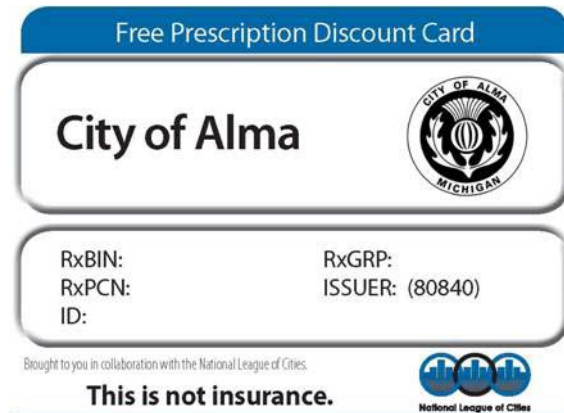 Free Prescription Discount Card
City of Alma
CITY OF ALMA
MICHIGAN
RxBIN: RxGRP:
RxPCN: ISSUER: (80840)
ID:
Brought to you in collaboration with the National League of Cities.
This is not insurance.
National League of Cities